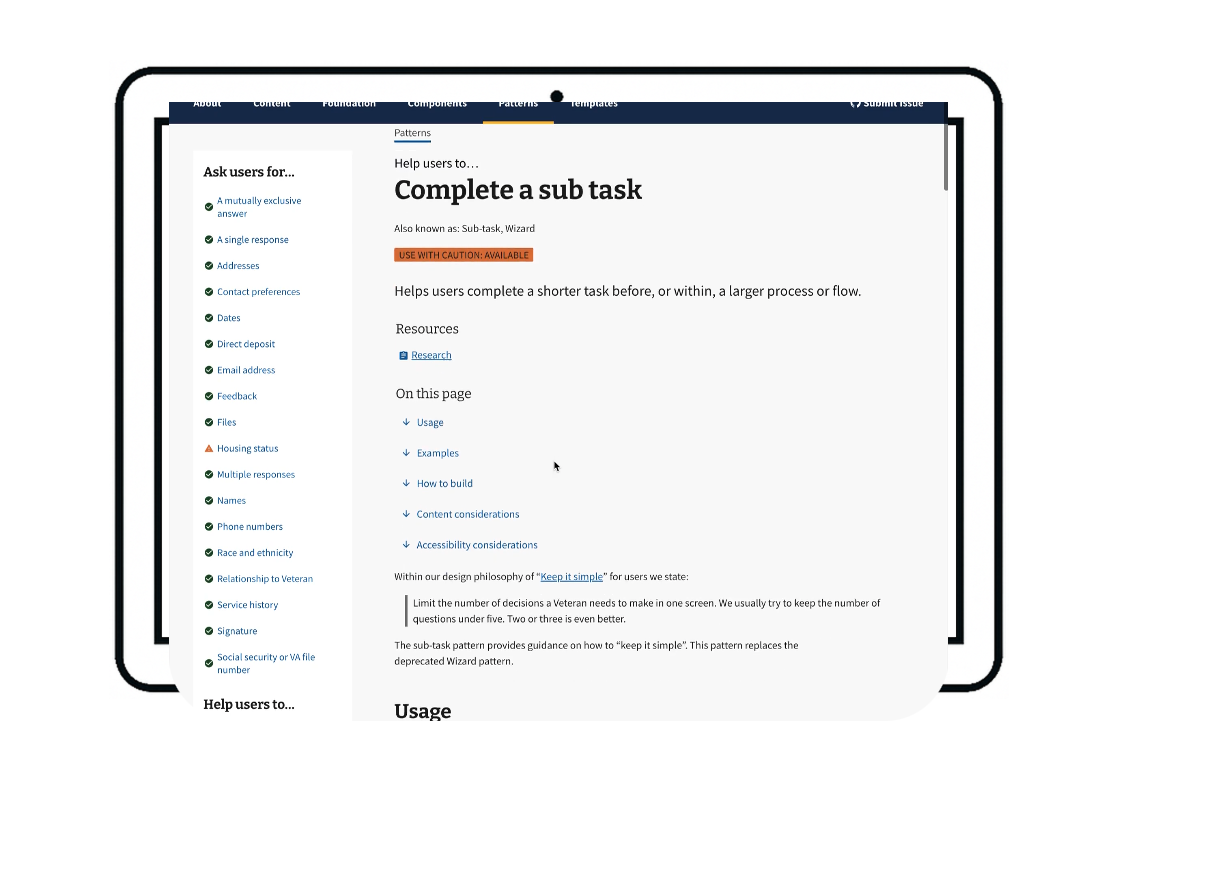 About Content Foundation Components Patterns Templates Submit issue
Patterns
Ask users for...
A mutually exclusive
answer
A single response
Addresses
Contact preferences
Dates
Direct deposit
Email address
Feedback
Files
Housing status
Multiple responses
Names
Phone numbers
Race and ethnicity
Relationship to Veteran
Service history
Signature
Social security or VA file
number
Help users to...
Help users to…
Complete a sub task
Also known as: Sub-task, Wizard
USE WITH CAUTION: AVAILABLE
Helps users complete a shorter task before, or within, a larger process or flow.
Resources
Research
On this page
Usage
Examples
How to build
Content considerations
Accessibility considerations
Within our design philosophy of “Keep it simple” for users we state:
Limit the number of decisions a Veteran needs to make in one screen. We usually try to keep the number of
questions under five. Two or three is even better.
The sub-task pattern provides guidance on how to “keep it simple”. This pattern replaces the
deprecated Wizard pattern.
Usage